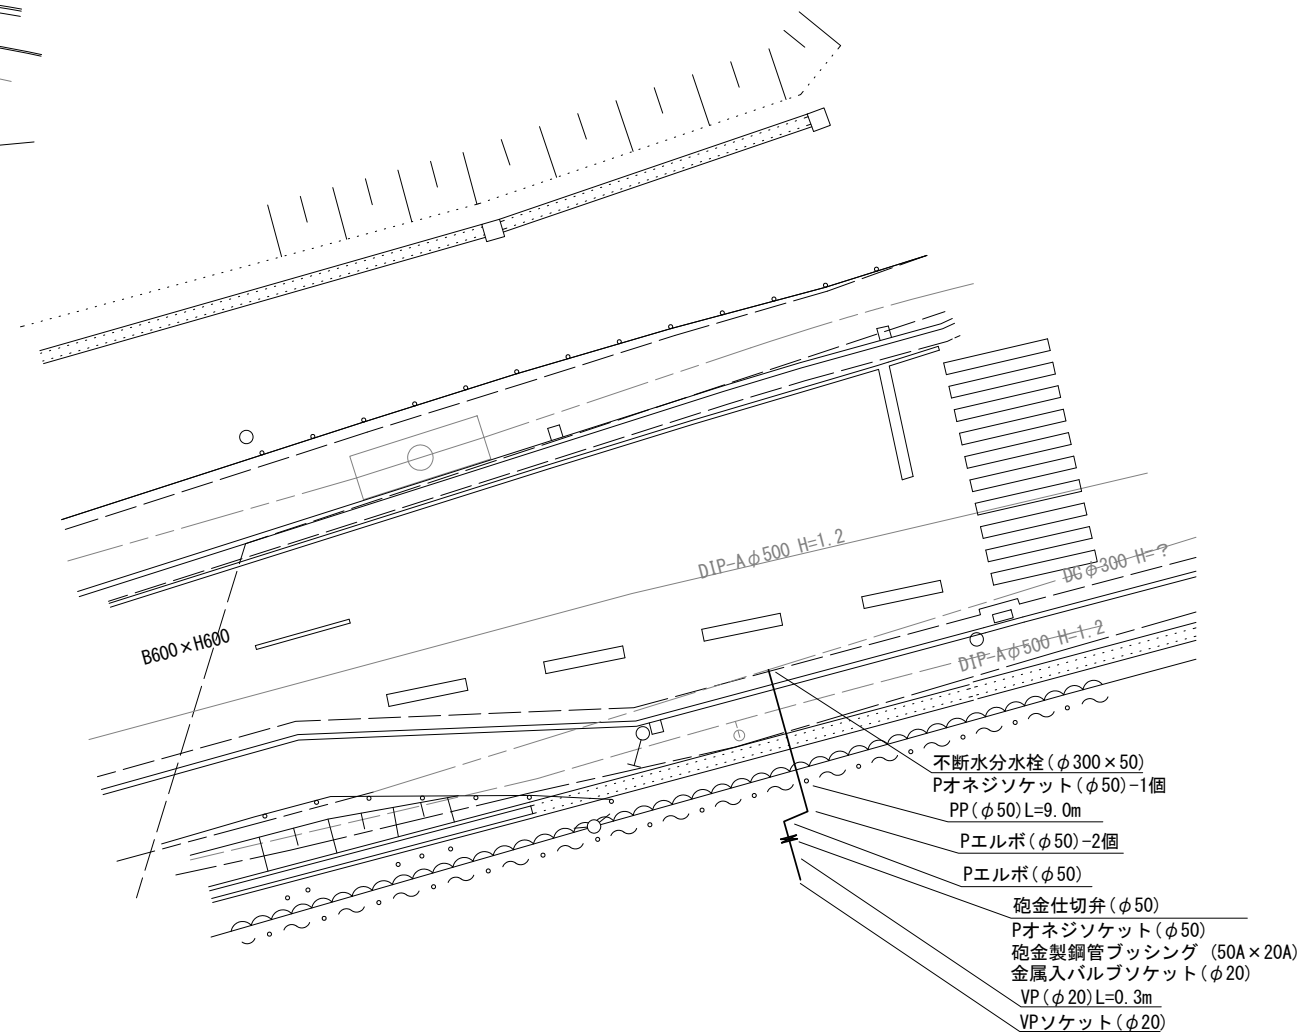 DIP-Aφ500 H=1.2
DGφ300 H=?
B600×H600
DIP-Aφ500 H=1.2
不断水分水栓(φ300×50)
Pオネジソケット(φ50)-1個
PP(φ50)L=9.0m
Pエルボ(φ50)-2個
Pエルボ(φ50)
砲金仕切弁(φ50)
Pオネジソケット(φ50)
砲金製鋼管ブッシング (50A×20A)
金属入バルブソケット(φ20)
VP(φ20)L=0.3m
VPソケット(φ20)